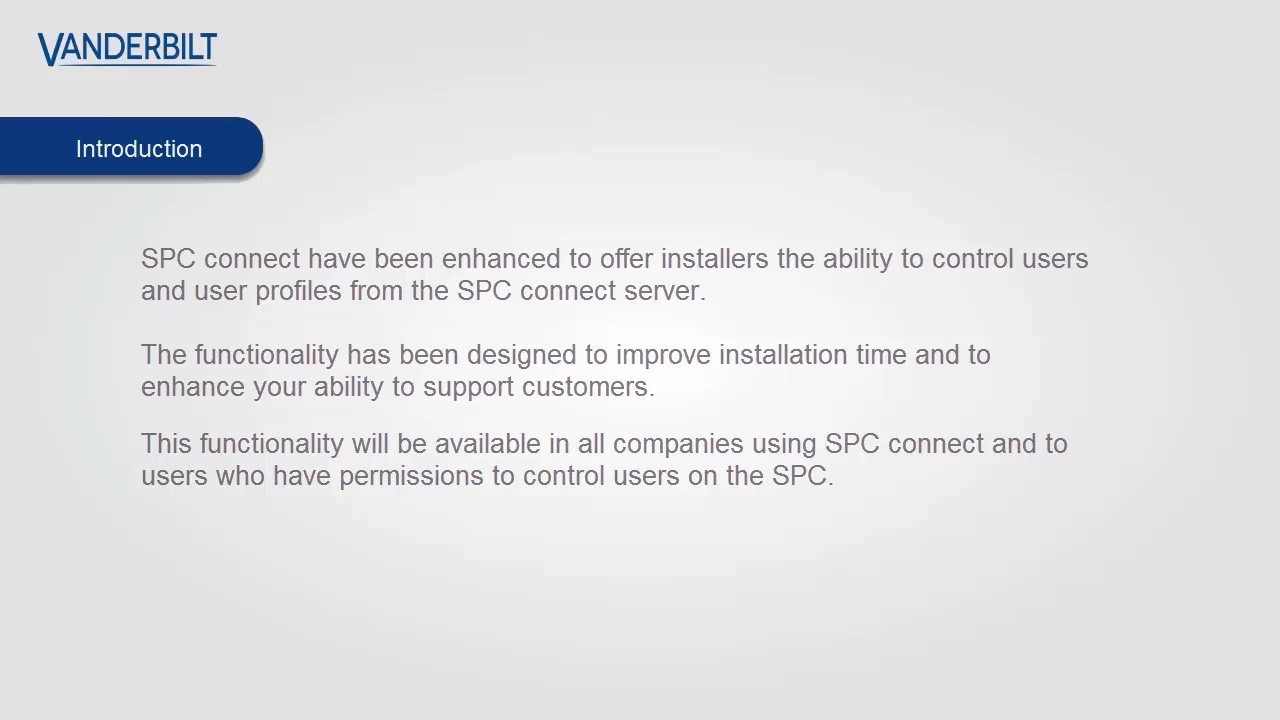 VANDERBILT
Introduction
SPC connect have been enhanced to offer installers the ability to control users
and user profiles from the SPC connect server.
The functionality has been designed to improve installation time and to
enhance your ability to support customers.
This functionality will be available in all companies using SPC connect and to
users who have permissions to control users on the SPC.